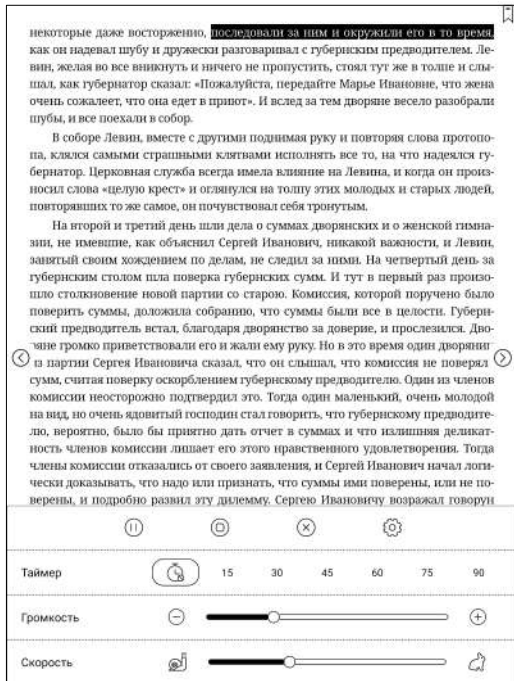 некоторые даже восторженно, последовали за ним и окружили его в то время,
как он надевал шубу и дружески разговаривал с губернским предводителем. Ле-
вин, желая во все вникнуть и ничего не пропустить, стоял тут же в толпе и слы-
шал, как губернатор сказал: «Пожалуйста, передайте Марье Ивановне, что жена
очень сожалеет, что она едет в приют». И вслед за тем дворяне весело разобрали
шубы, и все поехали в собор.
В соборе Левин, вместе с другими поднимая руку и повторяя слова протопо-
па, клялся самыми страшными клятвами исполнять все то, на что надеялся гу-
бернатор. Церковная служба всегда имела влияние на Левина, и когда он произ-
носил слова «целую крест» и оглянулся на толпу этих молодых и старых людей,
повторявших то же самое, он почувствовал себя тронутым.
На второй и третий день шли дела о суммах дворянских и о женской гимна-
зии, не имевшие, как объяснил Сергей Иванович, никакой важности, и Левин,
занятый своим хождением по делам, не следил за ними. На четвертый день за
губернским столом шла поверка губернских сумм. И тут в первый раз произо-
шло столкновение новой партии со старою. Комиссия, которой поручено было
поверить суммы, доложила собранию, что суммы были все в целости. Губерн-
ский предводитель встал, благодаря дворянство за доверие, и прослезился. Дво-
ряне громко приветствовали его и жали ему руку. Но в это время один дворянин
из партии Сергея Ивановича сказал, что он слышал, что комиссия не поверял
сумм, считая поверку оскорблением губернскому предводителю. Один из членов
комиссии неосторожно подтвердил это. Тогда один маленький, очень молодой
на вид, но очень ядовитый господин стал говорить, что губернскому предводите-
лю, вероятно, было бы приятно дать отчет в суммах и что излишняя деликат-
ность членов комиссии лишает его этого нравственного удовлетворения. Тогда
члены комиссии отказались от своего заявления, и Сергей Иванович начал логи-
чески доказывать, что надо или признать, что суммы ими поверены, или не по-
верены, и подробно развил эту дилемму. Сергею Ивановичу возражал говорун
Таймер 15 30 45 60 75 90
Громкость
Скорость